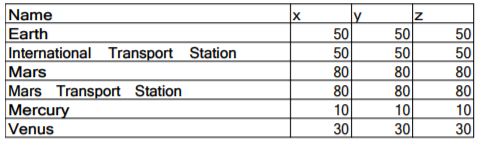 Name x y z
Earth 50 50 50
International Transport Station 50 50 50
Mars 80 80 80
Mars Transport Station 80 80 80
Mercury 10 10 10
Venus 30 30 30